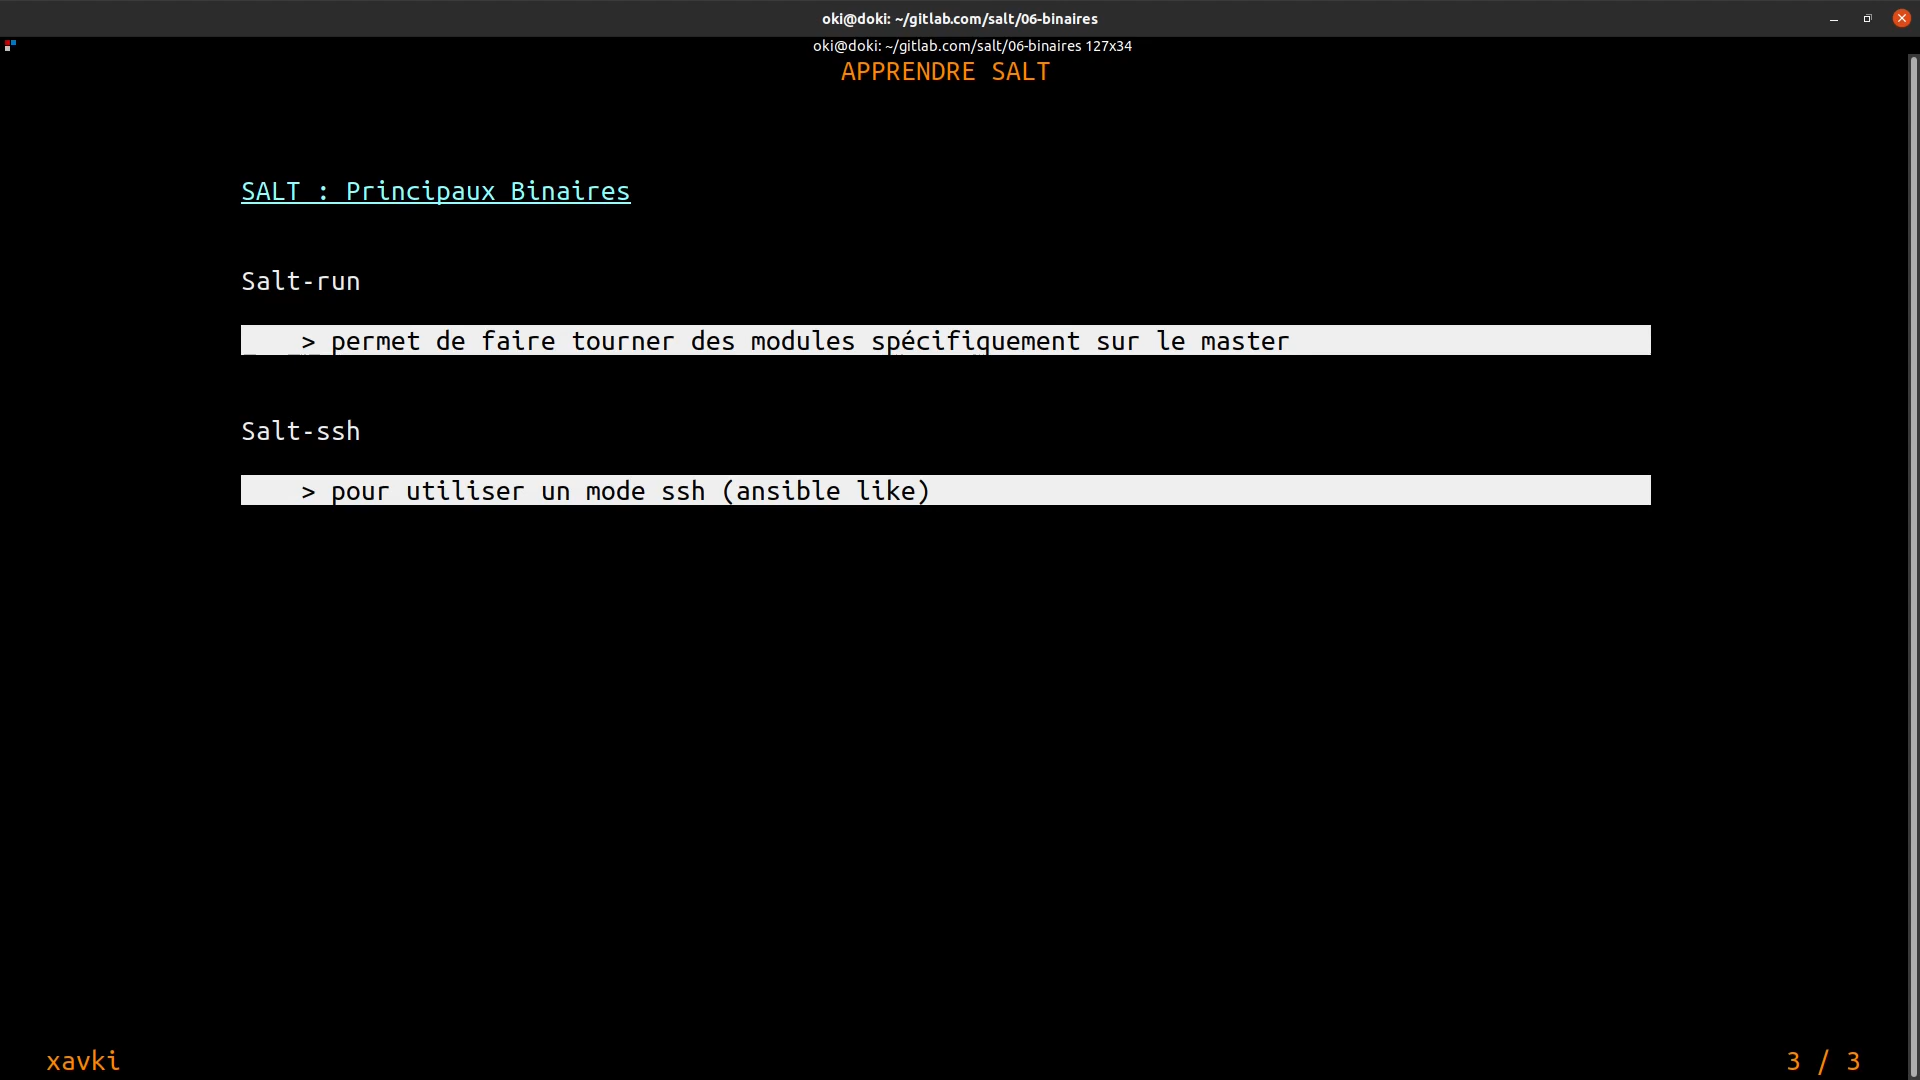 oki@doki: ~/gitlab.com/salt/06-binaires
oki@doki: ~/gitlab.com/salt/06-binaires 127x34
APPRENDRE SALT
SALT : Principaux Binaires
Salt-run
> permet de faire tourner des modules spécifiquement sur le master
Salt-ssh
> pour utiliser un mode ssh (ansible like)
xavki
3 / 3